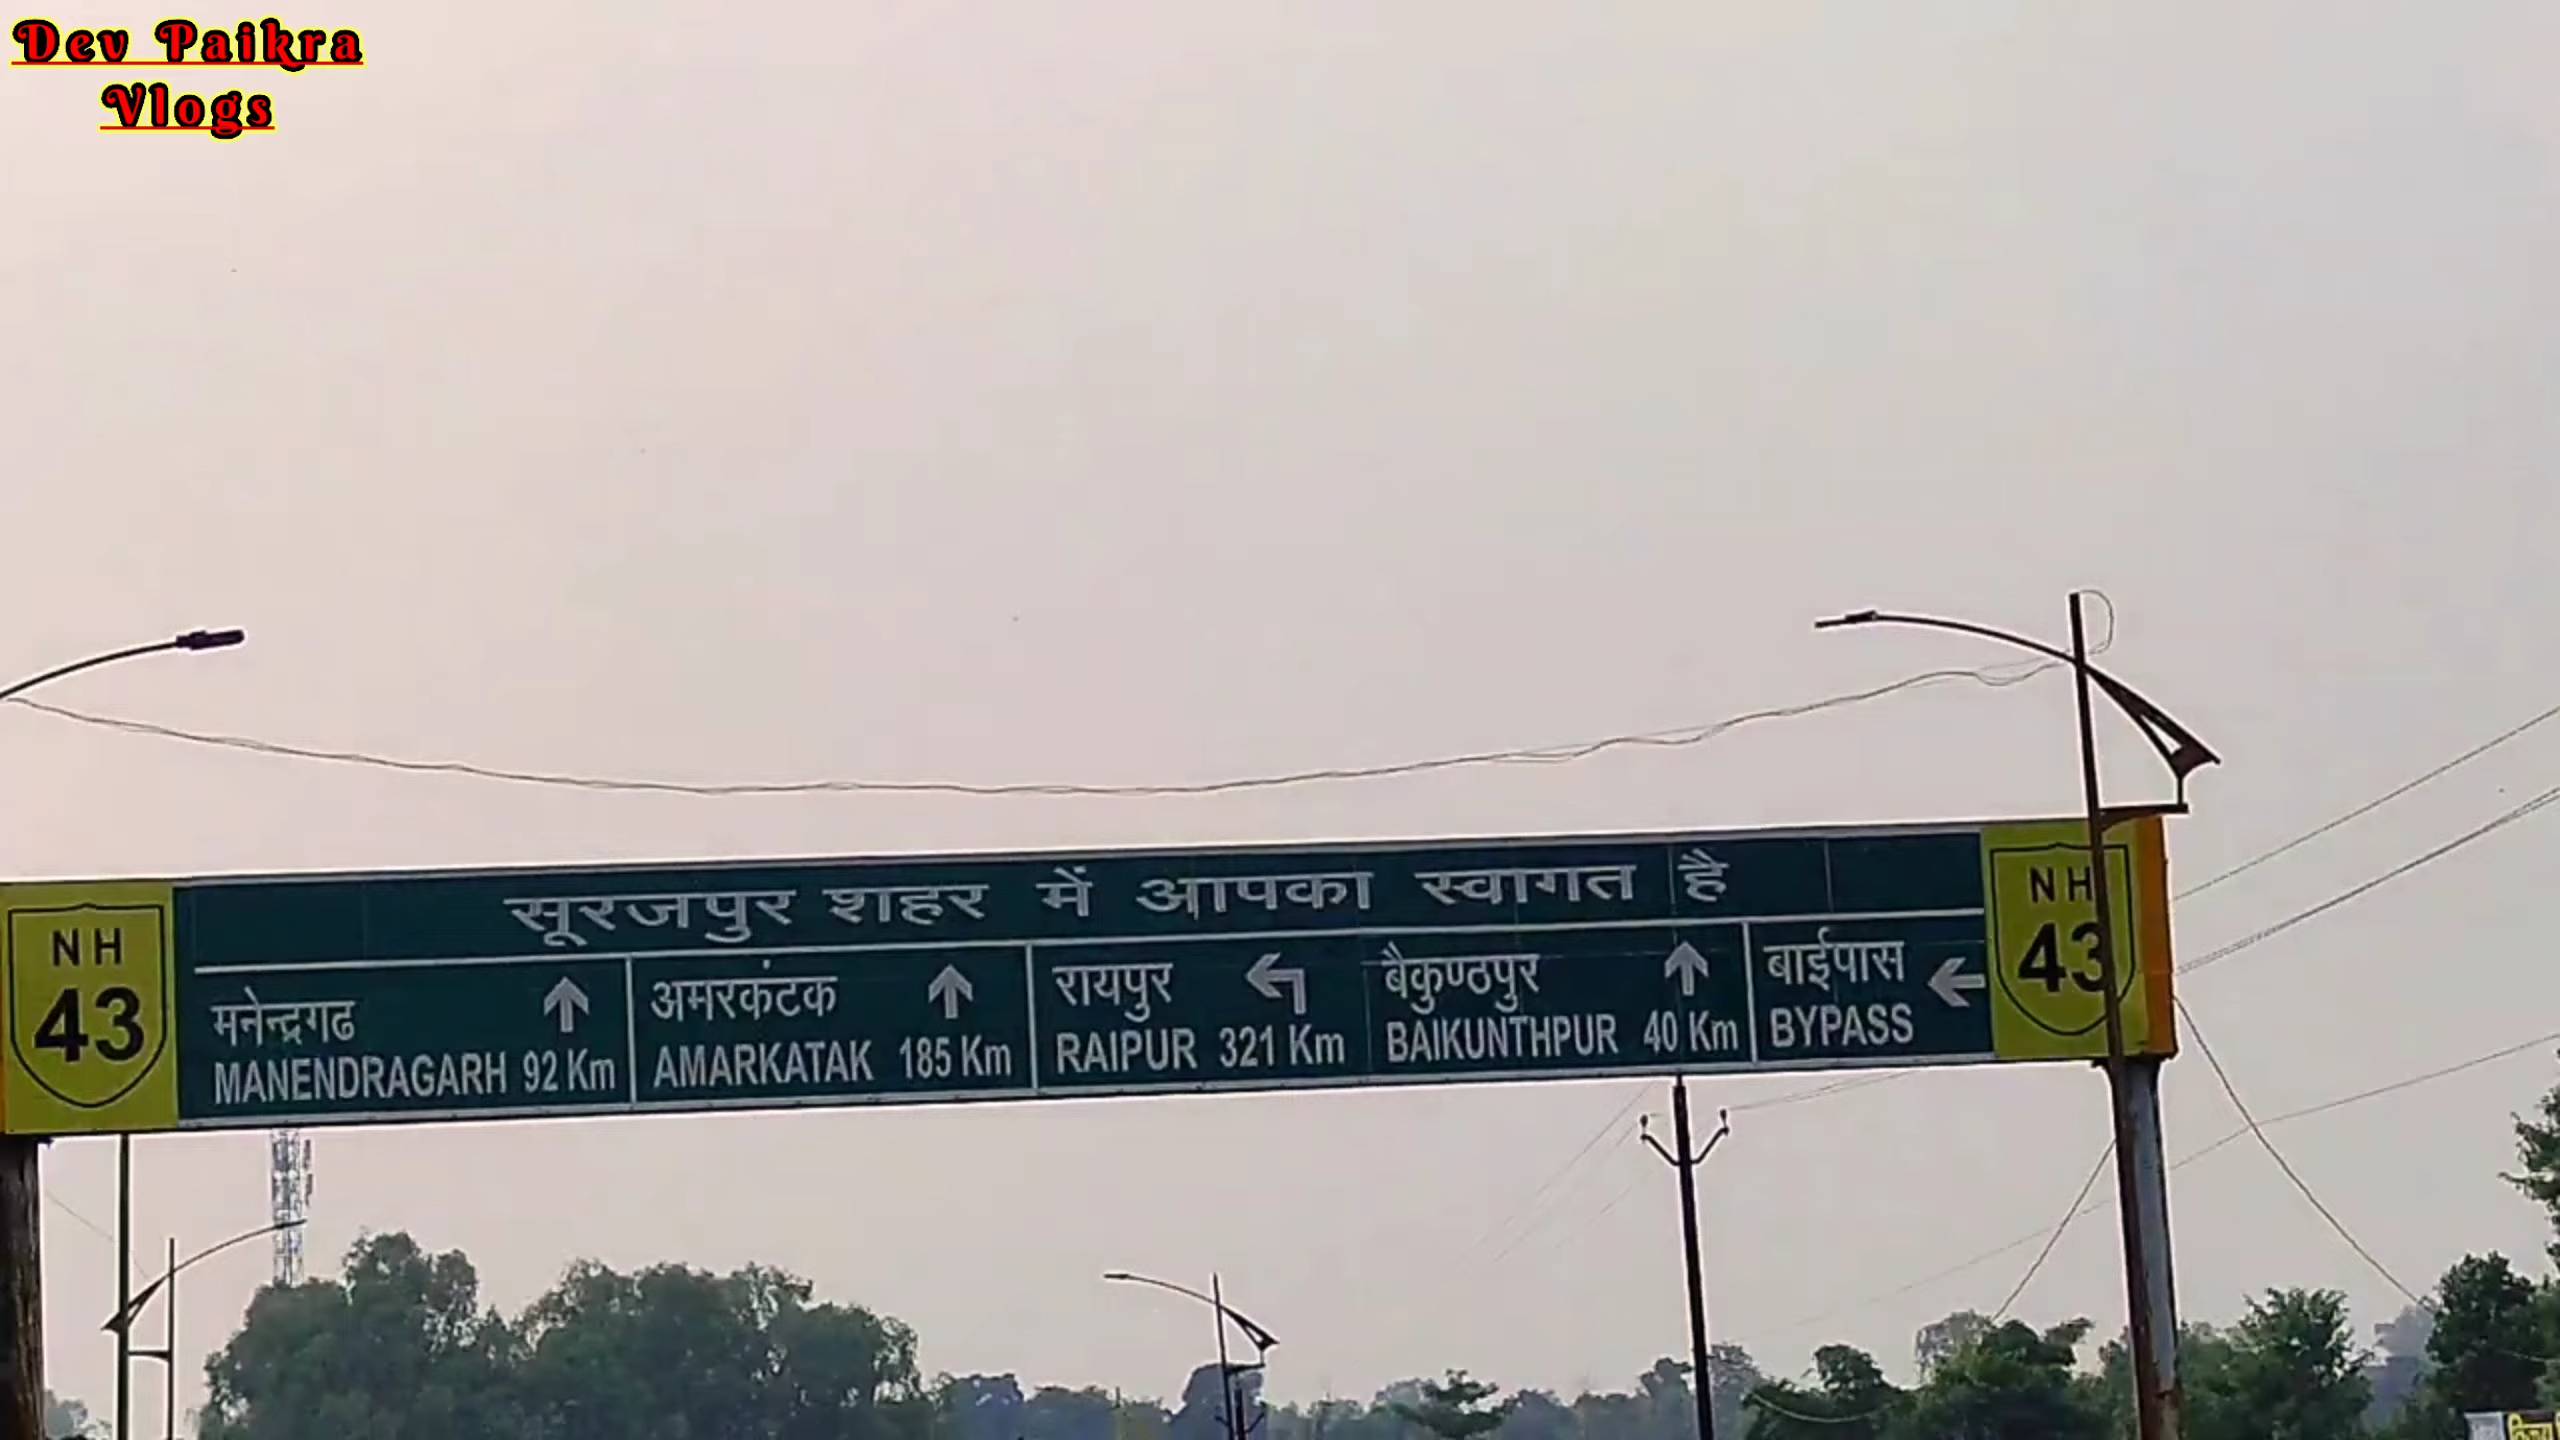 Dev Paikra
Vlogs
सूरजपुर शहर में आपका स्वागत है
NH
43
मनेन्द्रगढ
MANENDRAGARH 92 Km
अमरकंटक
AMARKATAK 185 Km
रायपुर
RAIPUR 321 Km
बैकुण्ठपुर
BAIKUNTHPUR 40 Km
बाईपास
BYPASS
NH
43